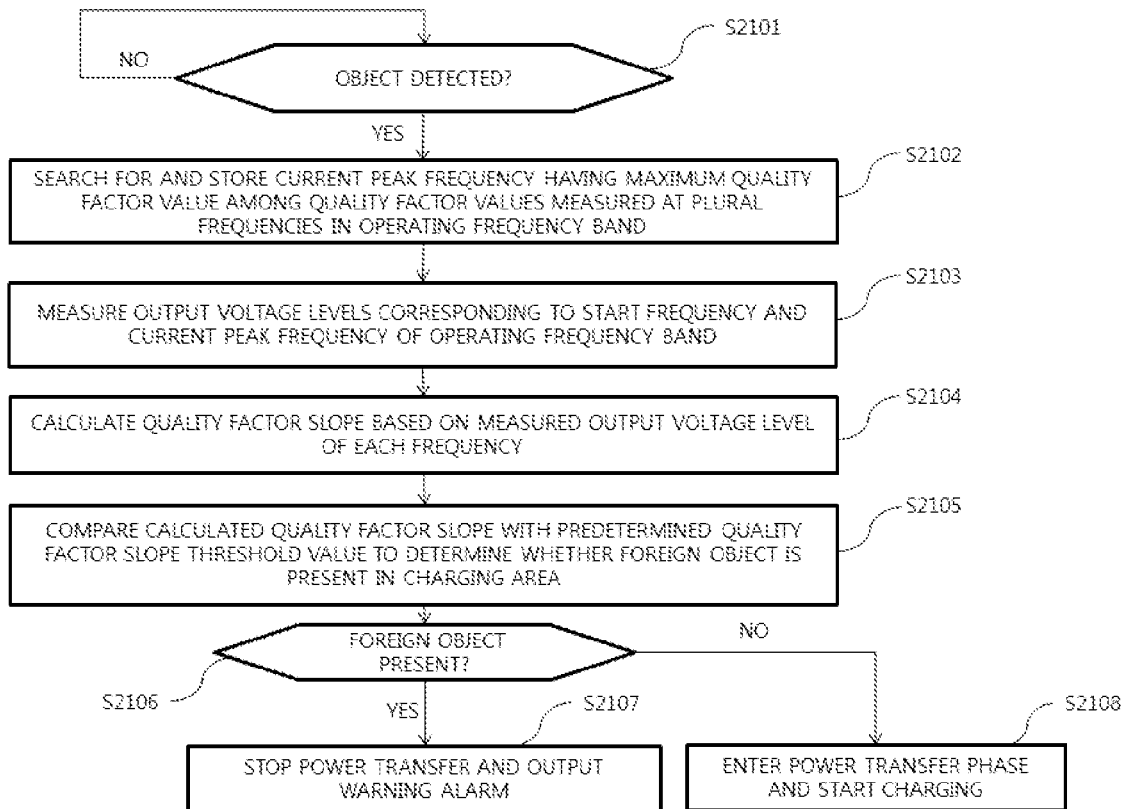 S2101
NO
OBJECT DETECTED?
YES
S2102
SEARCH FOR AND STORE CURRENT PEAK FREQUENCY HAVING MAXIMUM QUALITY
FACTOR VALUE AMONG QUALITY FACTOR VALUES MEASURED AT PLURAL
FREQUENCIES IN OPERATING FREQUENCY BAND
S2103
MEASURE OUTPUT VOLTAGE LEVELS CORRESPONDING TO START FREQUENCY AND
CURRENT PEAK FREQUENCY OF OPERATING FREQUENCY BAND
S2104
CALCULATE QUALITY FACTOR SLOPE BASED ON MEASURED OUTPUT VOLTAGE LEVEL
OF EACH FREQUENCY
S2105
COMPARE CALCULATED QUALITY FACTOR SLOPE WITH PREDETERMINED QUALITY
FACTOR SLOPE THRESHOLD VALUE TO DETERMINE WHETHER FOREIGN OBJECT IS
PRESENT IN CHARGING AREA
FOREIGN OBJECT
PRESENT?
NO
S2106
YES
S2107
S2108
STOP POWER TRANSFER AND OUTPUT
WARNING ALARM
ENTER POWER TRANSFER PHASE
AND START CHARGING